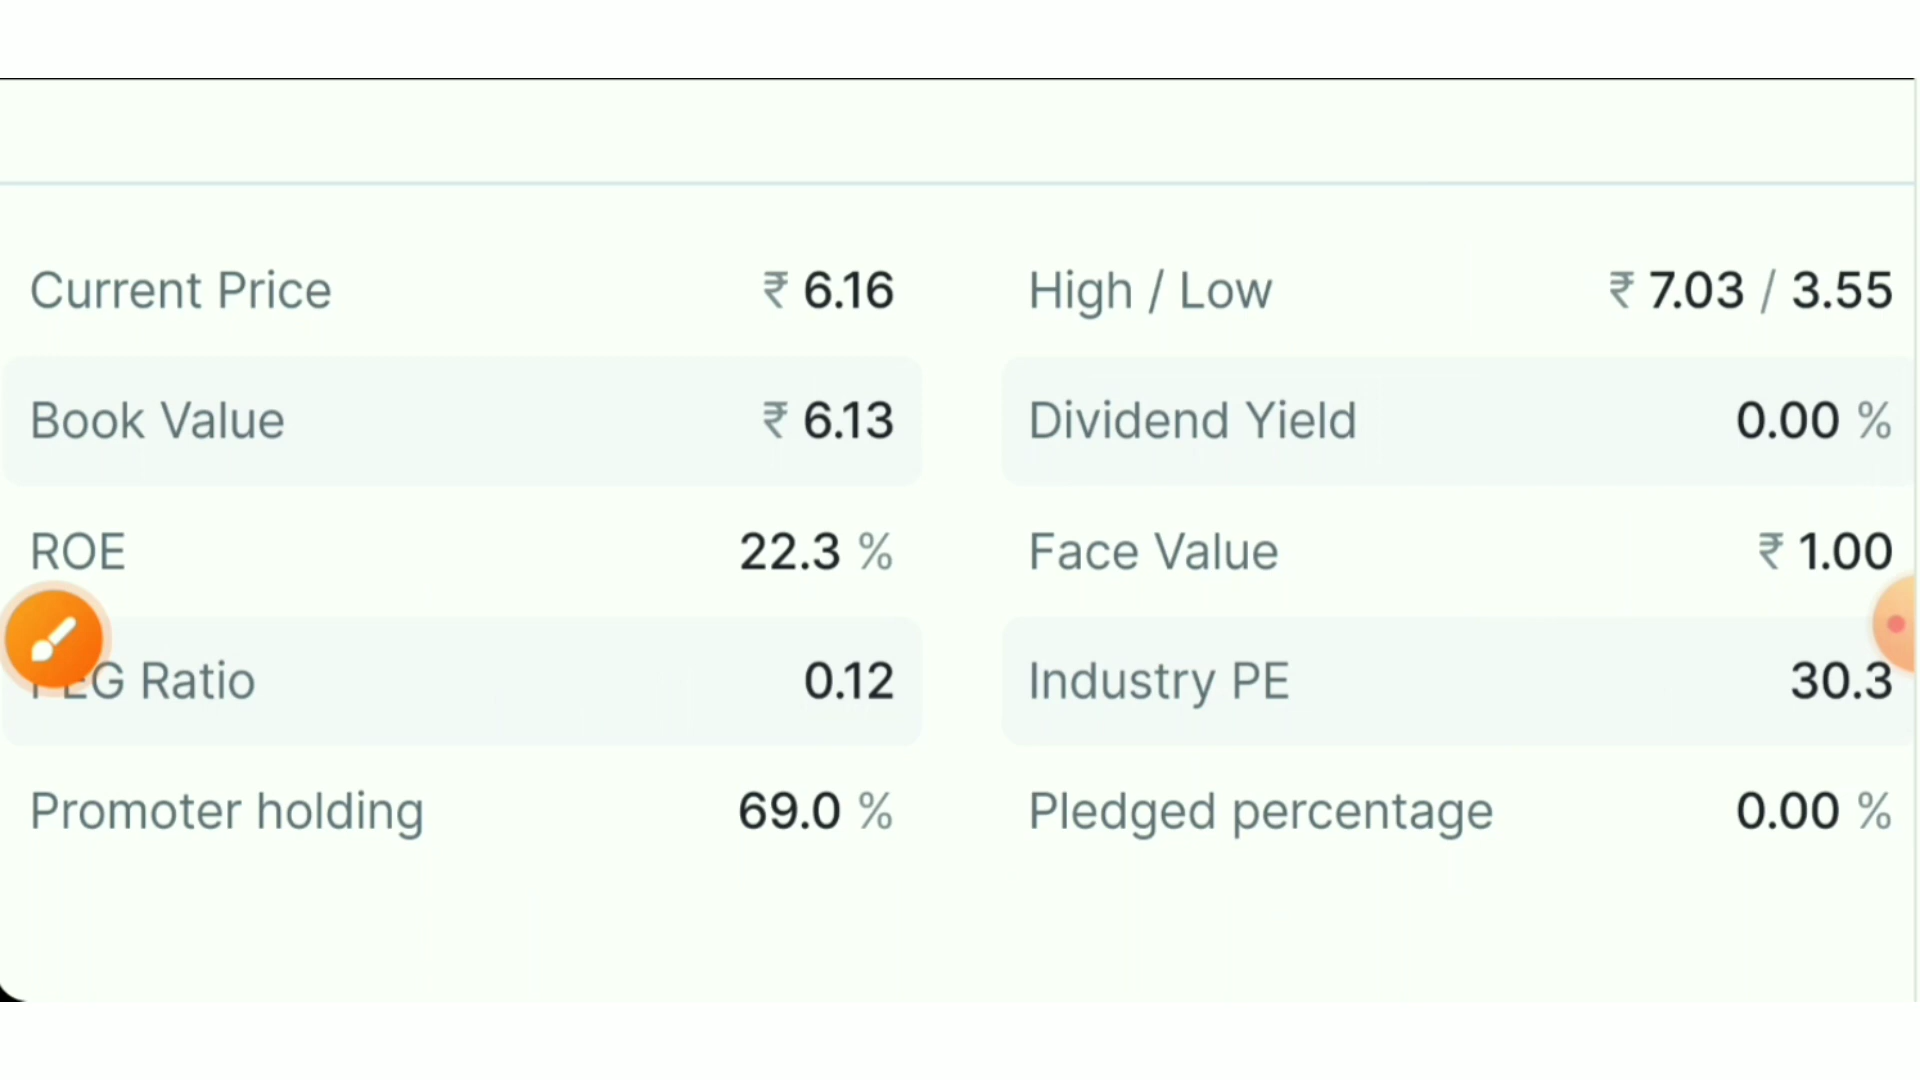 Current Price ₹ 6.16 High / Low ₹ 7.03 / 3.55
Book Value ₹ 6.13 Dividend Yield 0.00 %
ROE 22.3 % Face Value ₹ 1.00
PEG Ratio 0.12 Industry PE 30.3
Promoter holding 69.0 % Pledged percentage 0.00 %